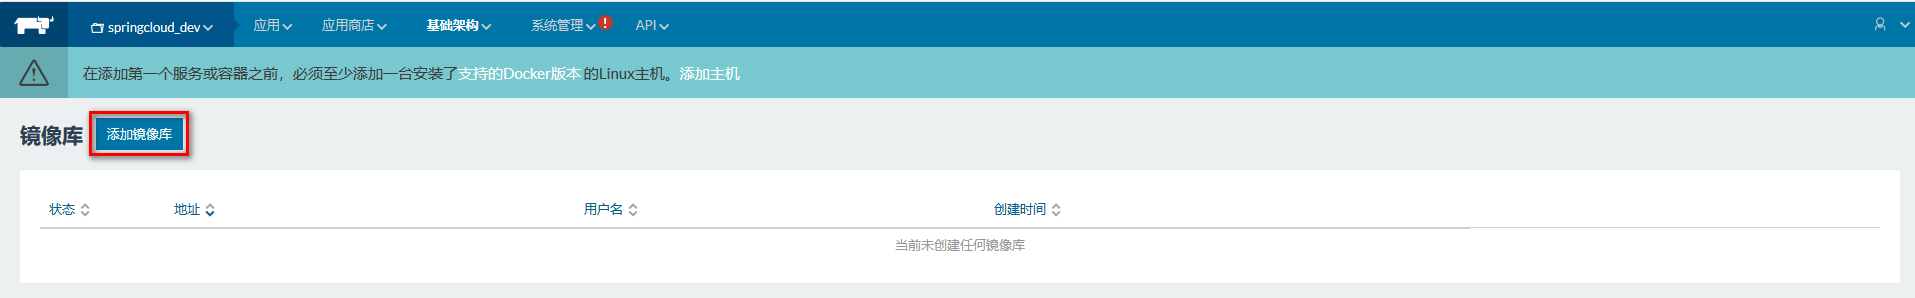 springcloud_dev 应用 应用商店 基础架构 系统管理 ! API
在添加第一个服务或容器之前，必须至少添加一台安装了支持的Docker版本 的Linux主机。添加主机
镜像库 添加镜像库
状态 地址 用户名 创建时间
当前未创建任何镜像库